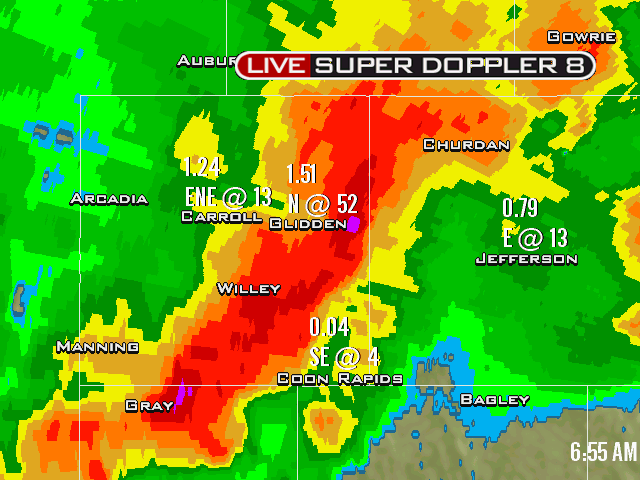 GOWRIE
AUBUR
LIVE SUPER DOPPLER 8
CHURDAN
1.24
ENE @ 13
CARROLL
1.51
N @ 52
GLIDDEN
ARCADIA
0.79
E @ 13
JEFFERSON
WILLEY
0.04
SE @ 4
COON RAPIDS
MANNING
GRAY
BAGLEY
6:55 AM